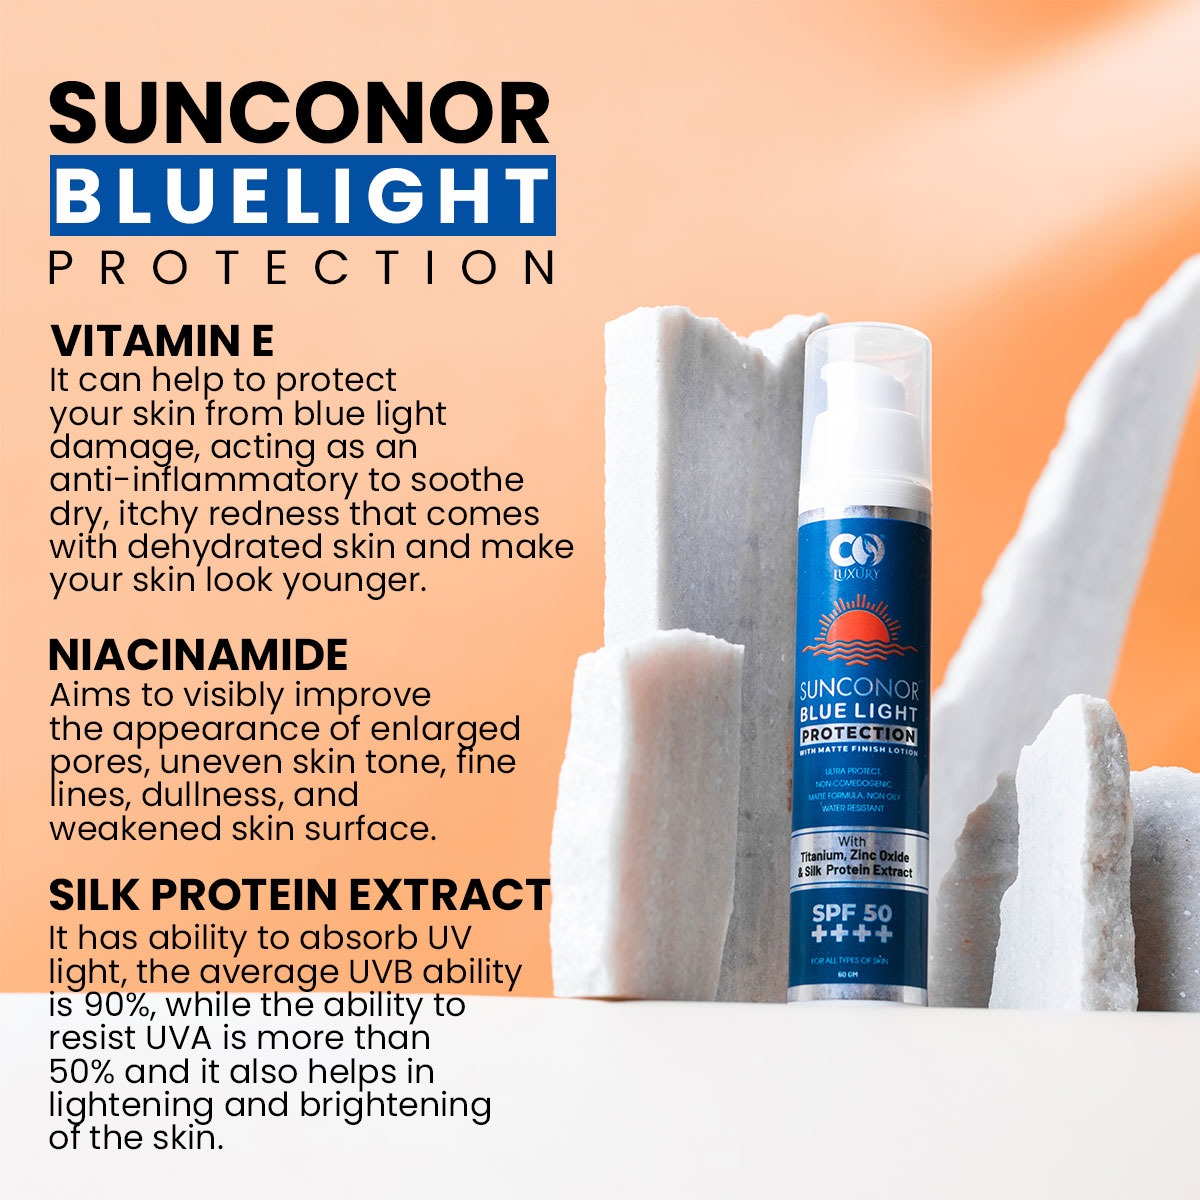 SUNCONOR
BLUELIGHT
PROTECTION
VITAMIN E
It can help to protect
your skin from blue light
damage, acting as an
anti-inflammatory to soothe
dry, itchy redness that comes
with dehydrated skin and make
your skin look younger.
NIACINAMIDE
Aims to visibly improve
the appearance of enlarged
pores, uneven skin tone, fine
lines, dullness, and
weakened skin surface.
SILK PROTEIN EXTRACT
It has ability to absorb UV
light, the average UVB ability
is 90%, while the ability to
resist UVA is more than
50% and it also helps in
lightening and brightening
of the skin.
LUXURY
SUNCONOR
BLUE LIGHT
PROTECTION
WITH MATTE FINISH LOTION
ULTRA PROTECT,
NON-COMEDOGENIC
MATTE FORMULA, NON OILY
WATER RESISTANT
With
Titanium, Zinc Oxide
& Silk Protein Extract
SPF 50
++++
FOR ALL TYPES OF SKIN
60 GM